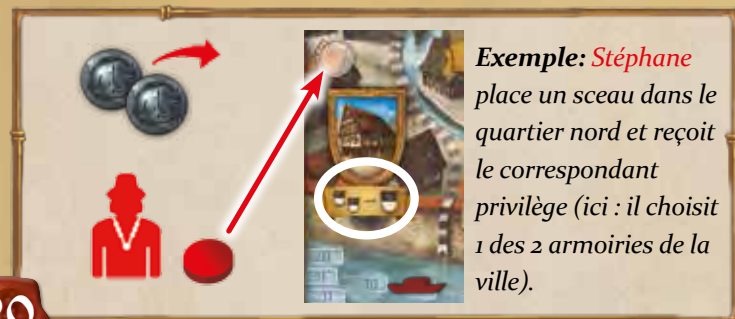 Exemple: Stéphane
place un sceau dans le
quartier nord et reçoit
le correspondant
privilège (ici : il choisit
1 des 2 armoiries de la
ville).